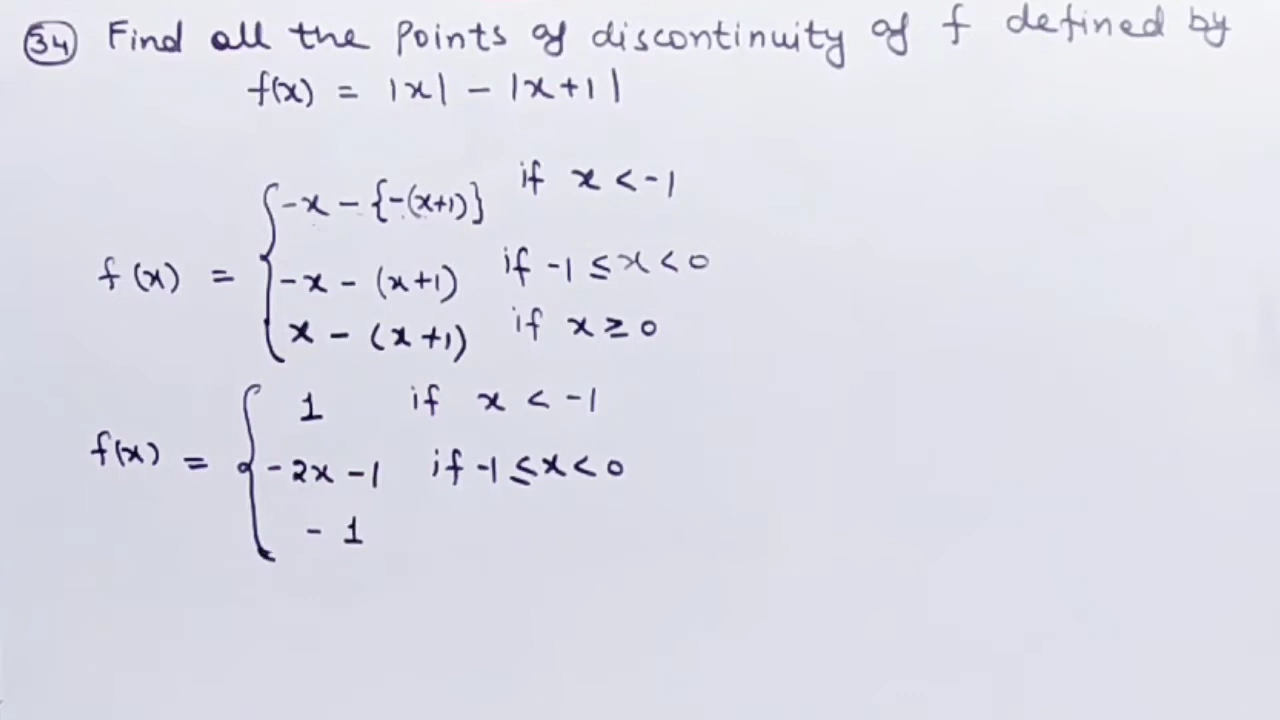 34 Find all the points of discontinuity of f defined by
f(x) = |x| - |x+1|
-x - {-(x+1)} if x < -1
f(x) = -x - (x+1) if -1 ≤ x < 0
x - (x+1) if x ≥ 0
1 if x < -1
f(x) = -2x - 1 if -1 ≤ x < 0
- 1